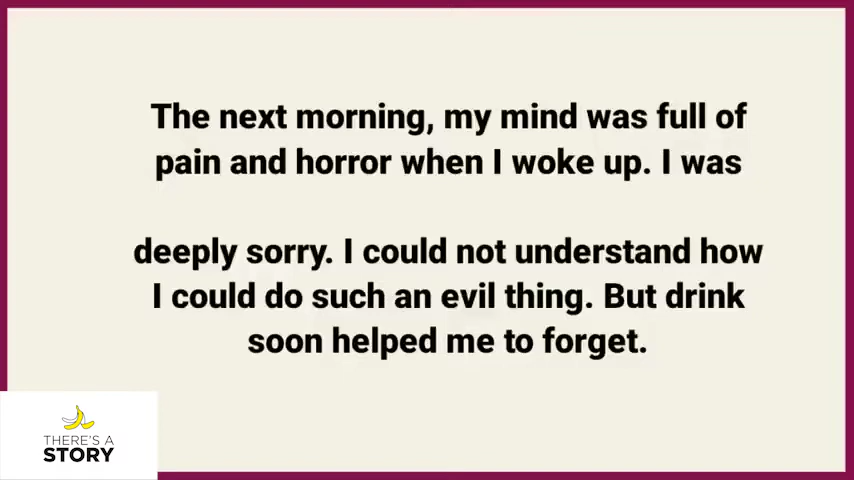 The next morning, my mind was full of
pain and horror when I woke up. I was
deeply sorry. I could not understand how
I could do such an evil thing. But drink
soon helped me to forget.
THERE'S A
STORY